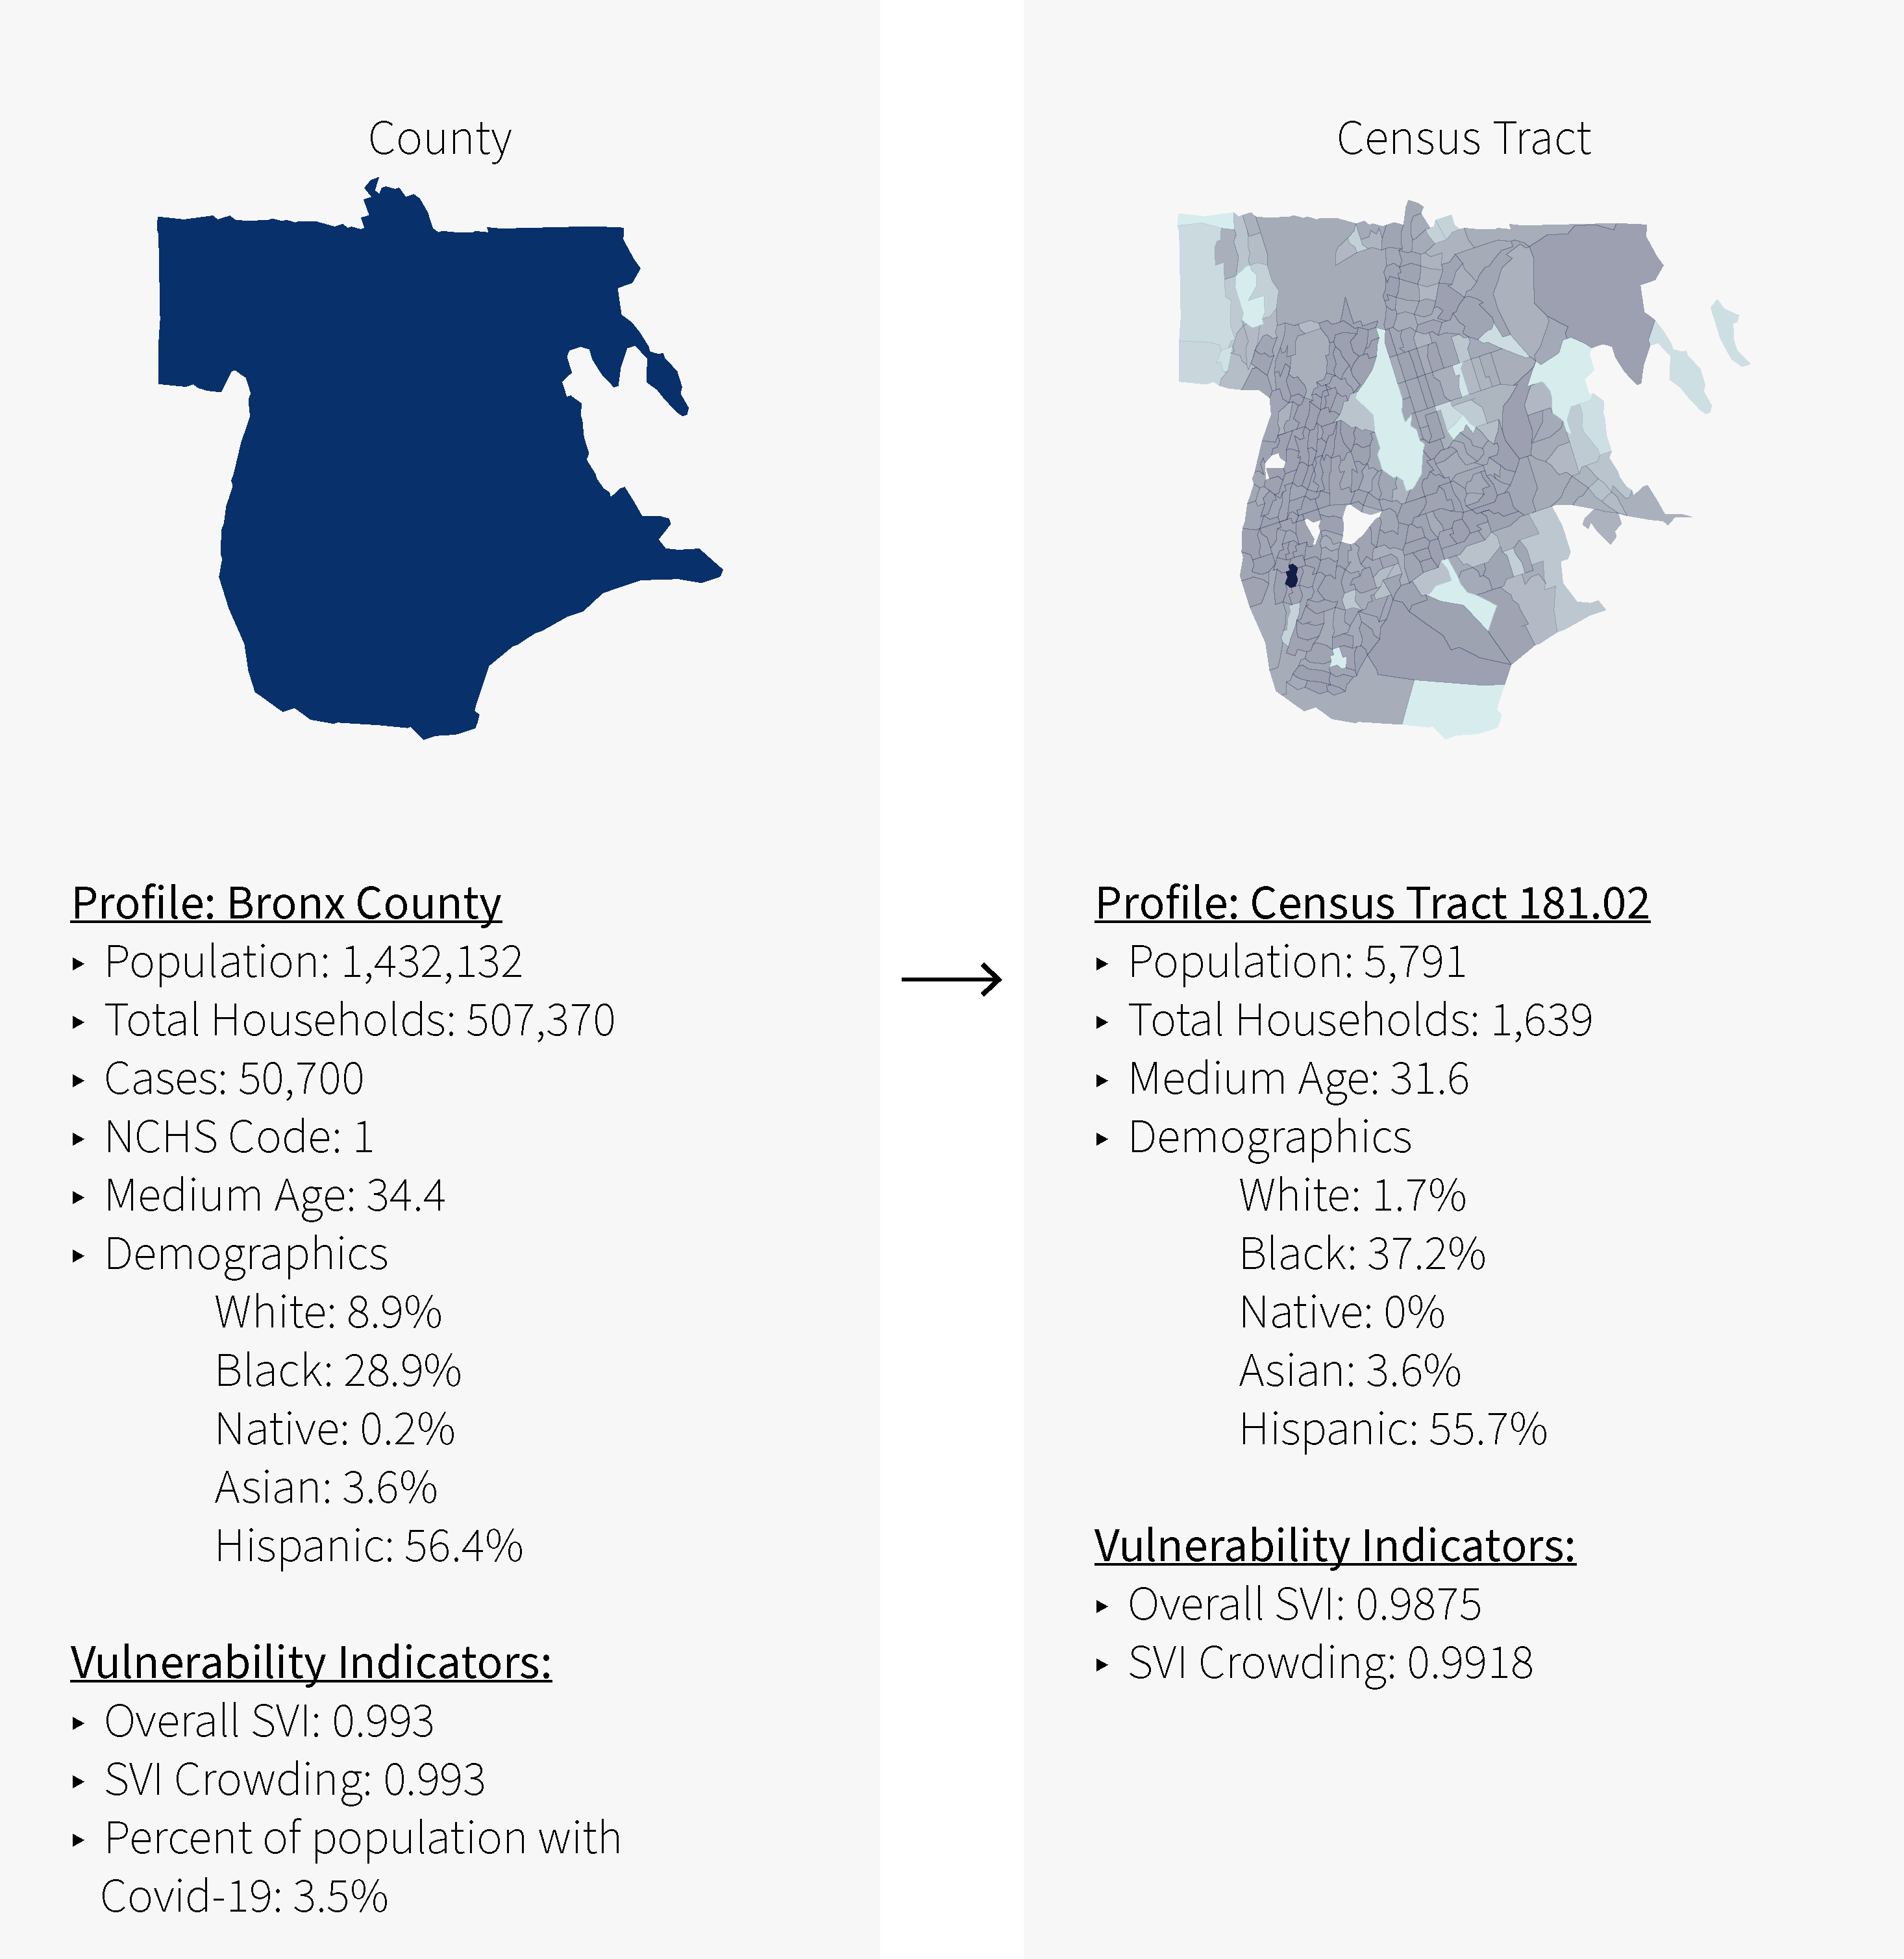 County
Profile: Bronx County
‣ Population: 1,432,132
‣ Total Households: 507,370
‣ Cases: 50,700
‣ NCHS Code: 1
‣ Medium Age: 34.4
‣ Demographics
White: 8.9%
Black: 28.9%
Native: 0.2%
Asian: 3.6%
Hispanic: 56.4%
Vulnerability Indicators:
‣ Overall SVI: 0.993
‣ SVI Crowding: 0.993
‣ Percent of population with
Covid-19: 3.5%
Census Tract
Profile: Census Tract 181.02
‣ Population: 5,791
‣ Total Households: 1,639
‣ Medium Age: 31.6
‣ Demographics
White: 1.7%
Black: 37.2%
Native: 0%
Asian: 3.6%
Hispanic: 55.7%
Vulnerability Indicators:
‣ Overall SVI: 0.9875
‣ SVI Crowding: 0.9918